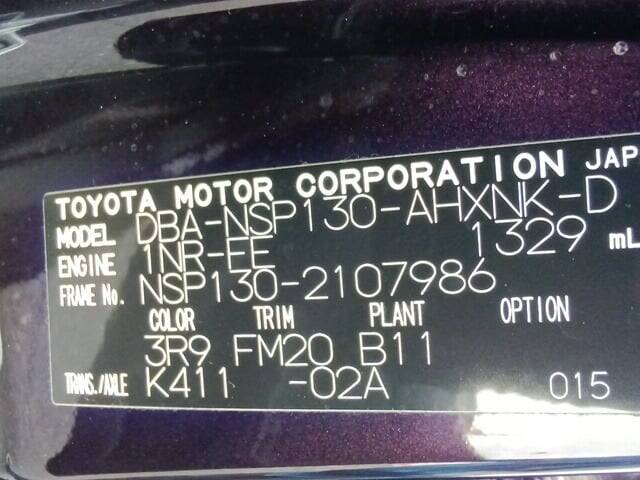 TOYOTA MOTOR CORPORATION JAP
MODEL DBA-NSP130-AHXNK-D
ENGINE 1NR-FE 1329 mL
FRAME No. NSP130-2107986
COLOR TRIM PLANT OPTION
3R9 FM20 B11
TRANS./AXLE K411 -02A 015